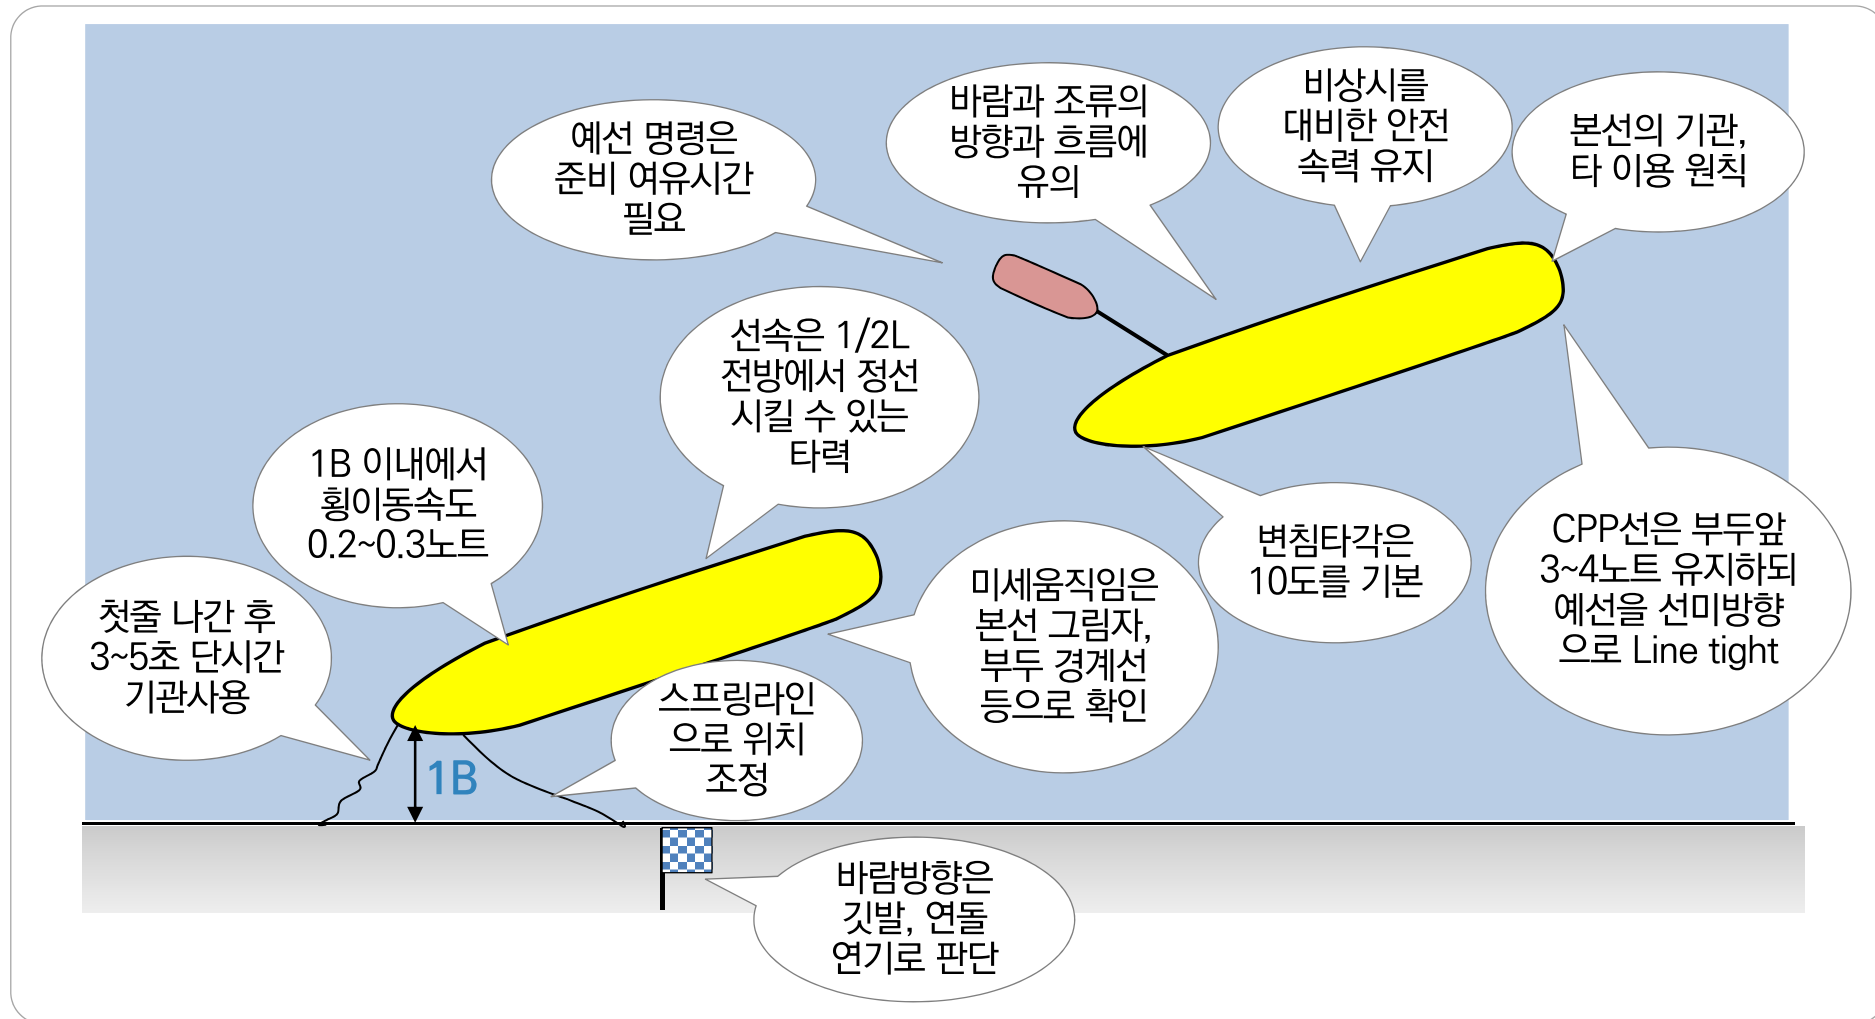 예선 명령은
준비 여유시간
필요
바람과 조류의
방향과 흐름에
유의
비상시를
대비한 안전
속력 유지
본선의 기관,
타 이용 원칙
선속은 1/2L
전방에서 정선
시킬 수 있는
타력
1B 이내에서
횡이동속도
0.2~0.3노트
첫줄 나간 후
3~5초 단시간
기관사용
미세움직임은
본선 그림자,
부두 경계선
등으로 확인
변침타각은
10도를 기본
CPP선은 부두앞
3~4노트 유지하되
예선을 선미방향
으로 Line tight
스프링라인
으로 위치
조정
1B
바람방향은
깃발, 연돌
연기로 판단